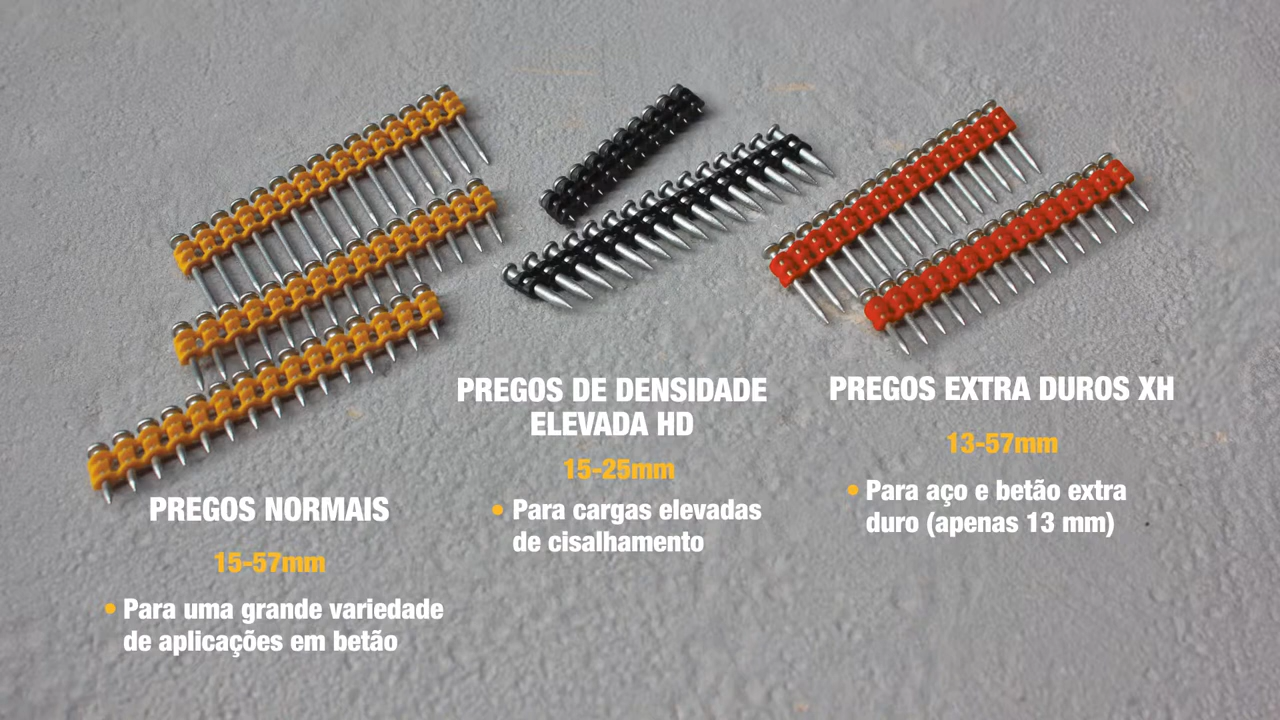 PREGOS NORMAIS
15-57mm
• Para uma grande variedade
de aplicações em betão
PREGOS DE DENSIDADE
ELEVADA HD
15-25mm
• Para cargas elevadas
de cisalhamento
PREGOS EXTRA DUROS XH
13-57mm
• Para aço e betão extra
duro (apenas 13 mm)